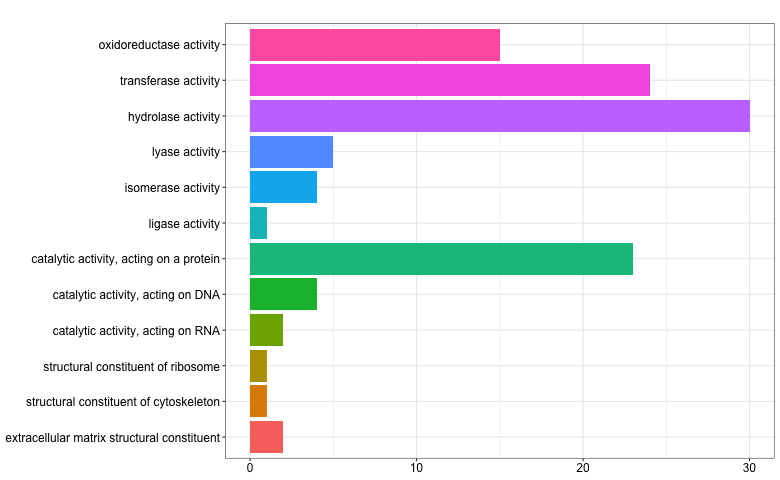 oxidoreductase activity
transferase activity
hydrolase activity
lyase activity
isomerase activity
ligase activity
catalytic activity, acting on a protein
catalytic activity, acting on DNA
catalytic activity, acting on RNA
structural constituent of ribosome
structural constituent of cytoskeleton
extracellular matrix structural constituent
0 10 20 30